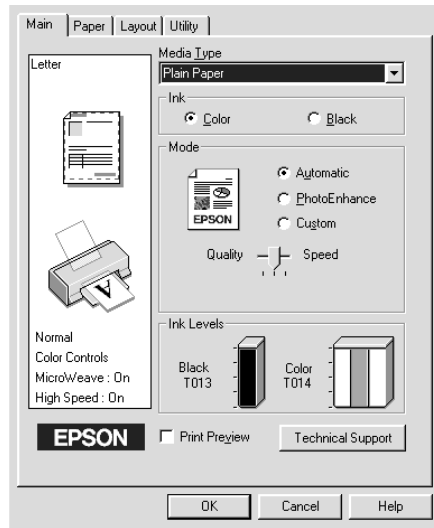 Main Paper Layout Utility
Letter
Normal
Color Controls
MicroWeave : On
High Speed : On
EPSON
Media Type
Plain Paper
Ink
Color Black
Mode
EPSON
Automatic
PhotoEnhance
Custom
Quality Speed
Ink Levels
Black
T013
Color
T014
Print Preview
Technical Support
OK Cancel Help